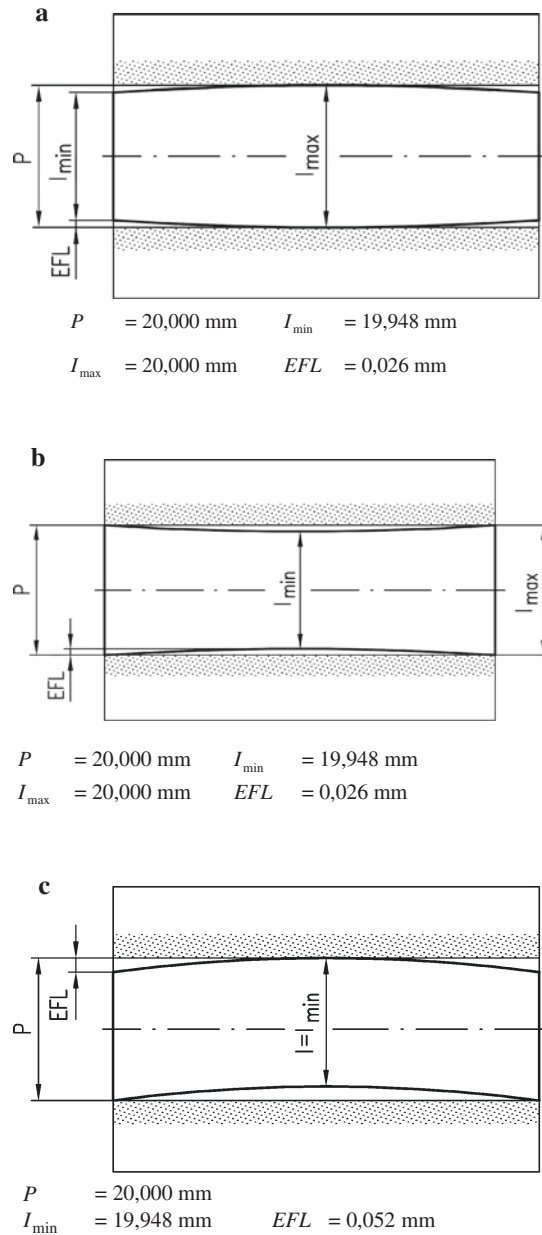 a
P
I min
I max
EFL
P = 20,000 mm I min = 19,948 mm
I max = 20,000 mm EFL = 0,026 mm
b
P
I min
I max
EFL
P = 20,000 mm I min = 19,948 mm
I max = 20,000 mm EFL = 0,026 mm
c
EFL
P
I=I min
P = 20,000 mm
I min = 19,948 mm EFL = 0,052 mm